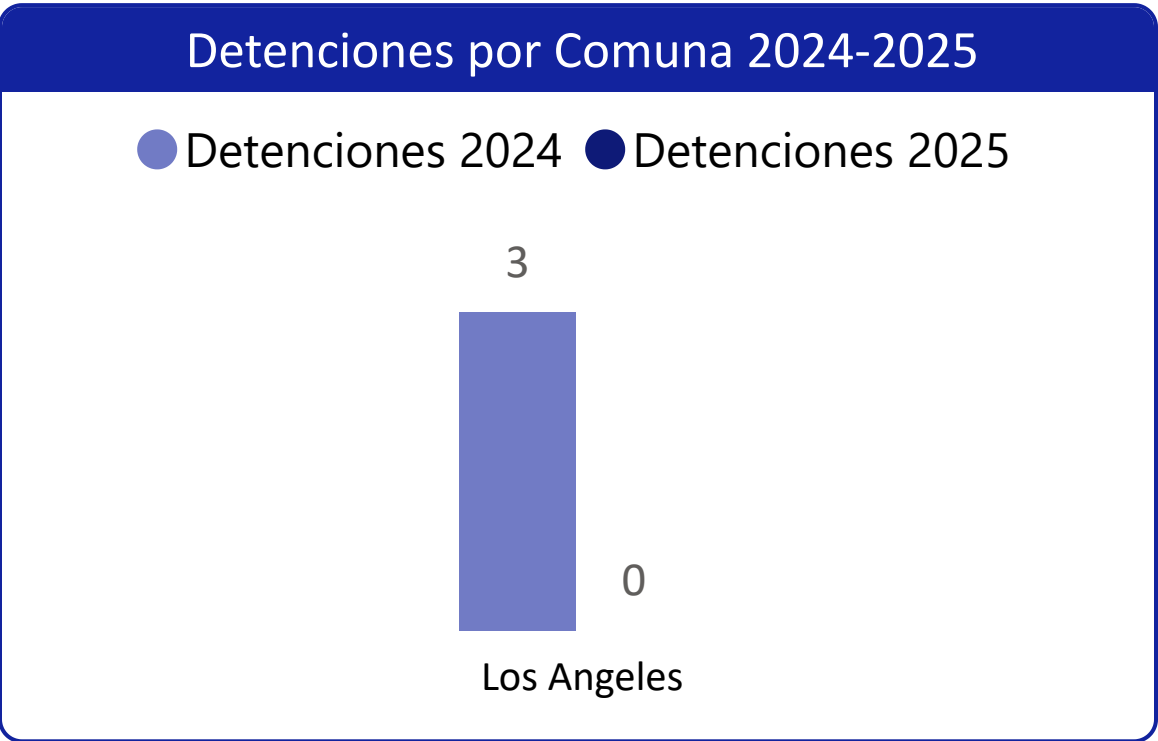 Detenciones por Comuna 2024-2025
Detenciones 2024 Detenciones 2025
3
0
Los Angeles